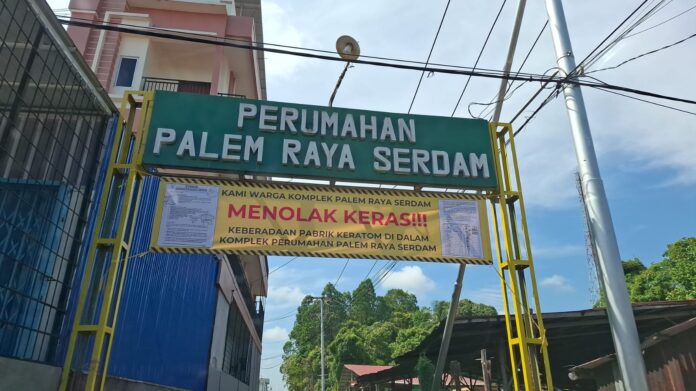 PERUMAHAN
PALEM RAYA SERDAM
KAMI WARGA KOMPLEK PALEM RAYA SERDAM
MENOLAK KERAS!!!
KEBERADAAN PABRIK KERATOM DI DALAM
KOMPLEK PERUMAHAN PALEM RAYA SERDAM